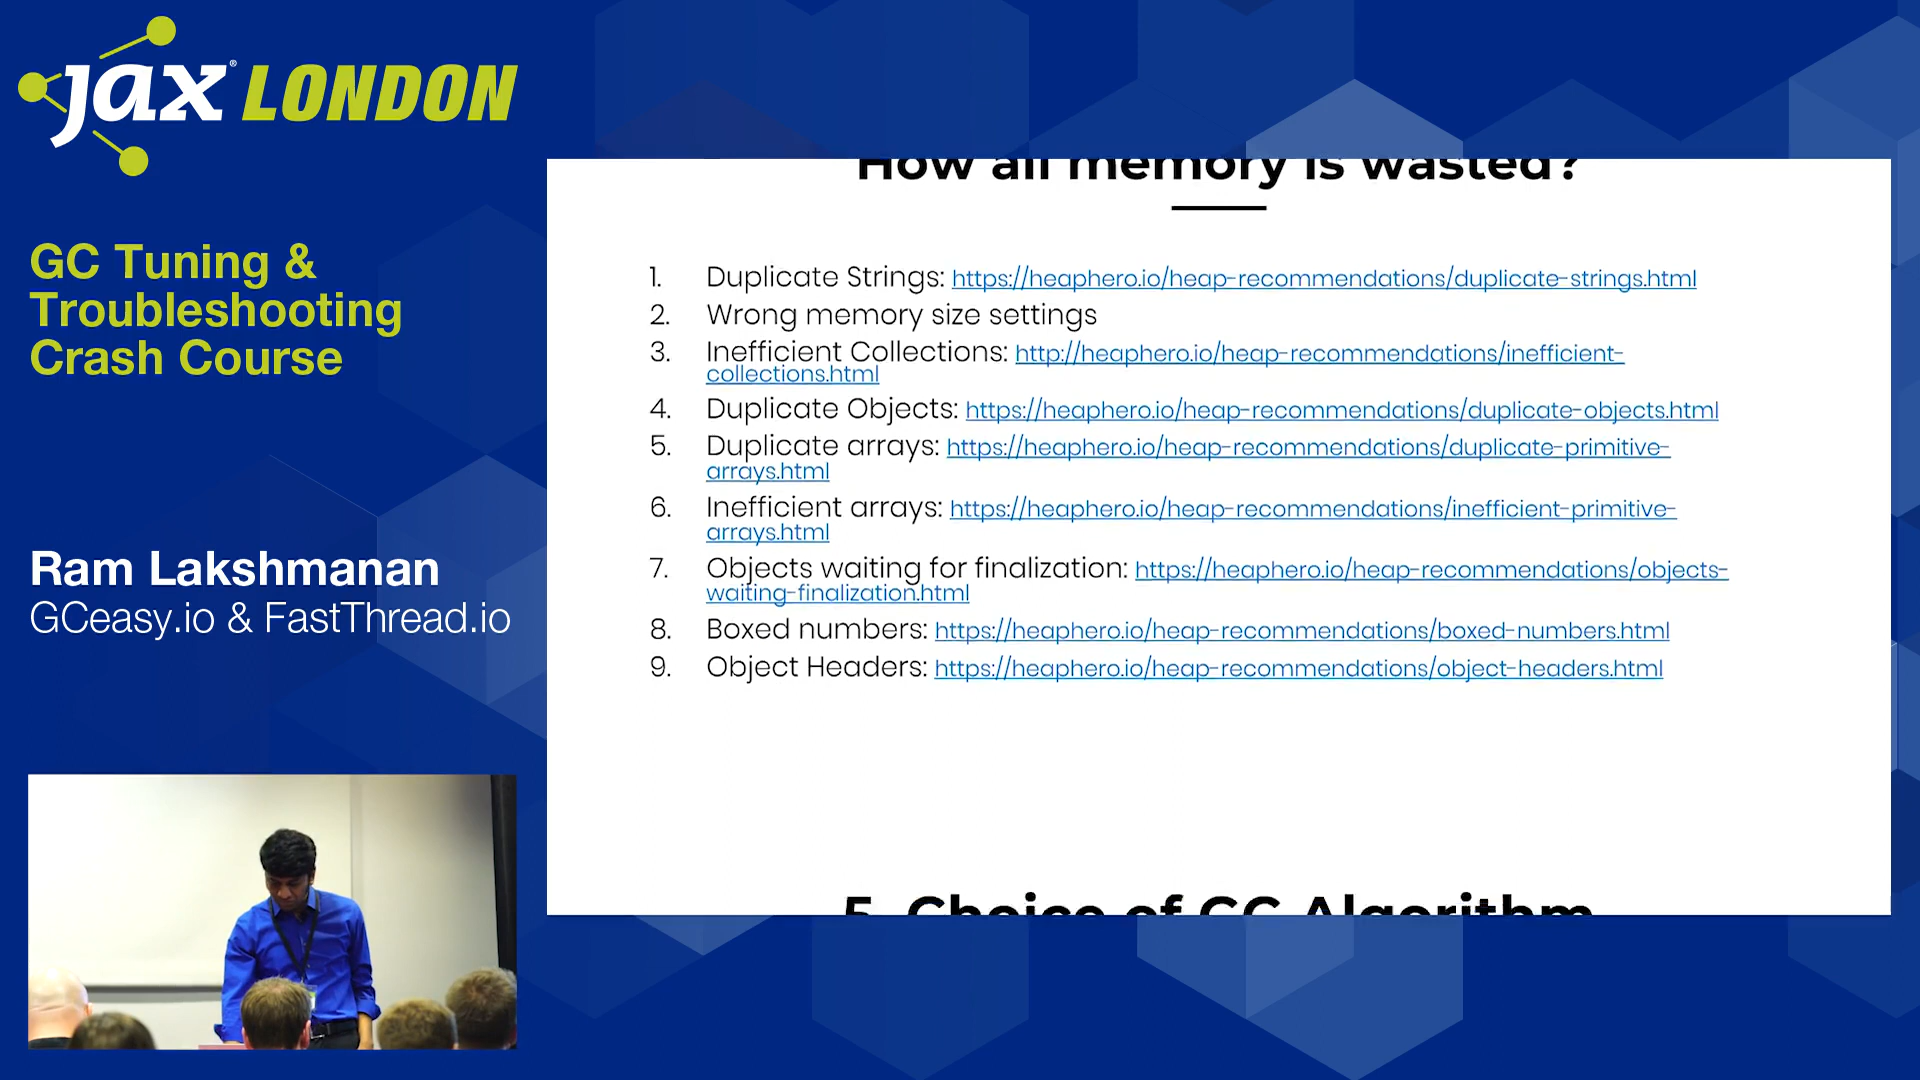 jax® LONDON
GC Tuning &
Troubleshooting
Crash Course
Ram Lakshmanan
GCeasy.io & FastThread.io
How all memory is wasted?
1. Duplicate Strings: https://heaphero.io/heap-recommendations/duplicate-strings.html
2. Wrong memory size settings
3. Inefficient Collections: http://heaphero.io/heap-recommendations/inefficient-
collections.html
4. Duplicate Objects: https://heaphero.io/heap-recommendations/duplicate-objects.html
5. Duplicate arrays: https://heaphero.io/heap-recommendations/duplicate-primitive-
arrays.html
6. Inefficient arrays: https://heaphero.io/heap-recommendations/inefficient-primitive-
arrays.html
7. Objects waiting for finalization: https://heaphero.io/heap-recommendations/objects-
waiting-finalization.html
8. Boxed numbers: https://heaphero.io/heap-recommendations/boxed-numbers.html
9. Object Headers: https://heaphero.io/heap-recommendations/object-headers.html
5. Choice of GC Algorithm